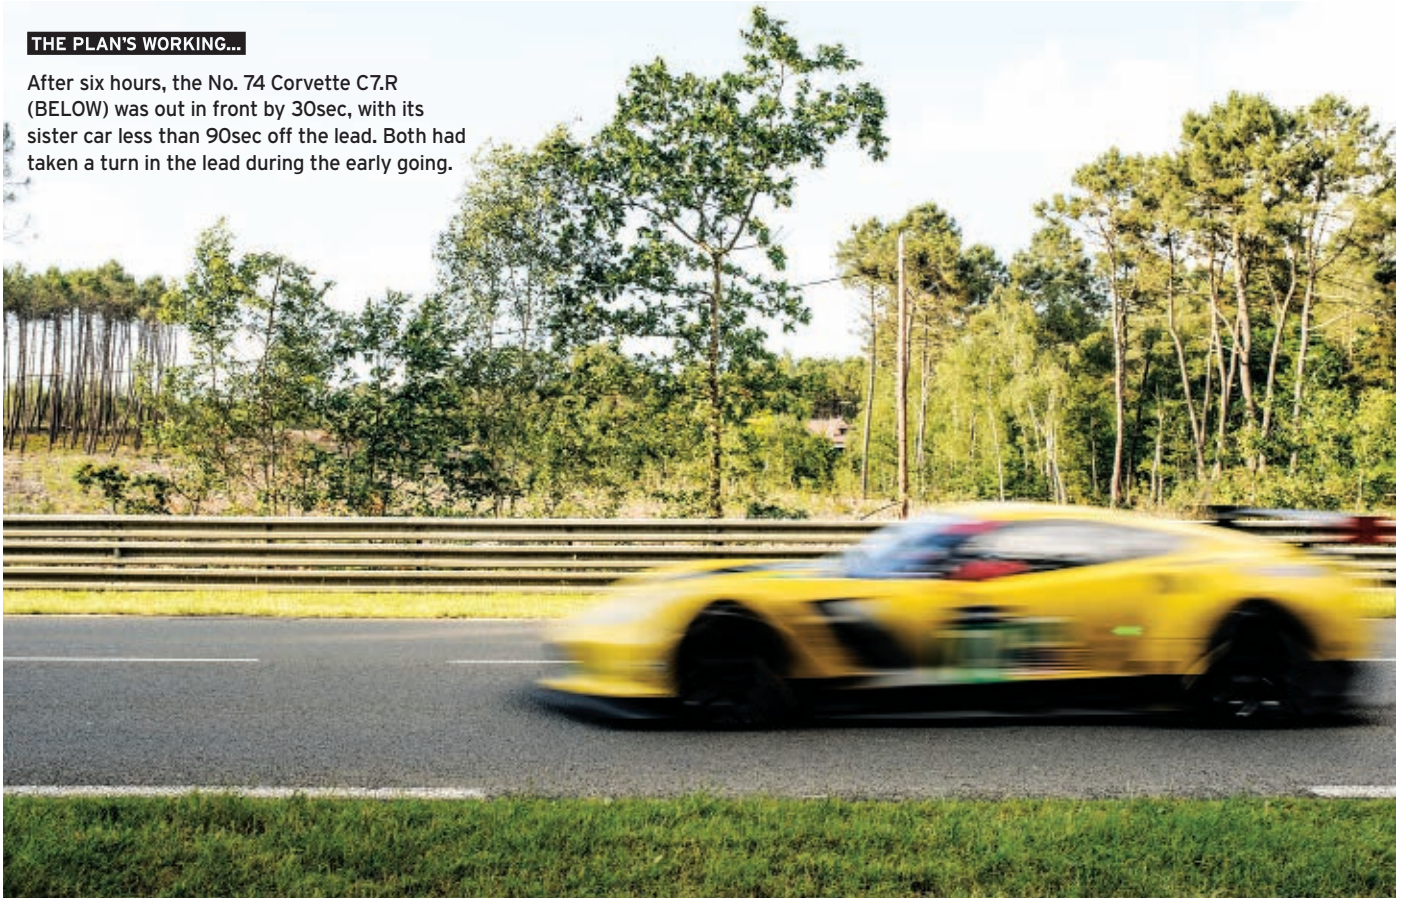 THE PLAN'S WORKING...
After six hours, the No. 74 Corvette C7.R
(BELOW) was out in front by 30sec, with its
sister car less than 90sec off the lead. Both had
taken a turn in the lead during the early going.